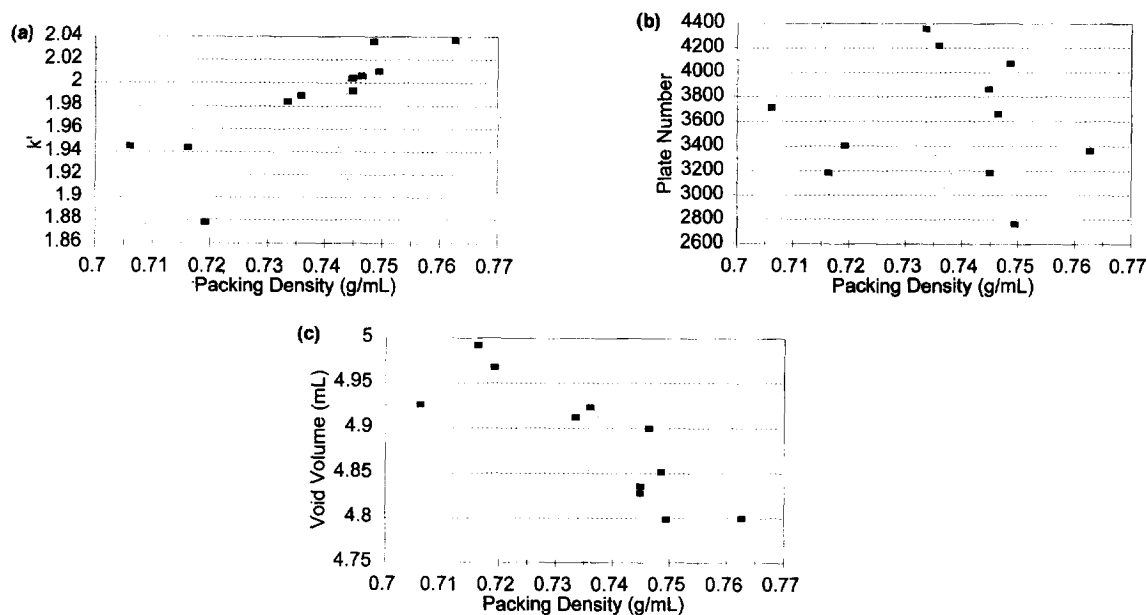 (a)
k'
2.04
2.02
2
1.98
1.96
1.94
1.92
1.9
1.88
1.86
0.7 0.71 0.72 0.73 0.74 0.75 0.76 0.77
Packing Density (g/mL)
(b)
Plate Number
4400
4200
4000
3800
3600
3400
3200
3000
2800
2600
0.7 0.71 0.72 0.73 0.74 0.75 0.76 0.77
Packing Density (g/mL)
(c)
Void Volume (mL)
5
4.95
4.9
4.85
4.8
4.75
0.7 0.71 0.72 0.73 0.74 0.75 0.76 0.77
Packing Density (g/mL)